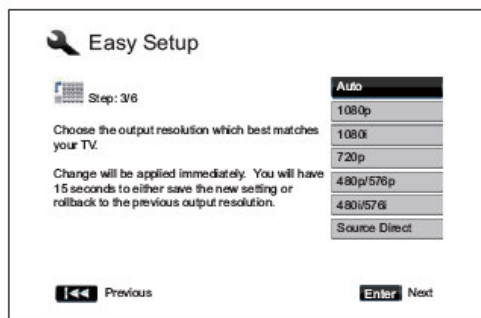 Easy Setup
Step: 3/6
Choose the output resolution which best matches
your TV.
Change will be applied immediately. You will have
15 seconds to either save the new setting or
rollback to the previous output resolution.
Auto
1080p
1080i
720p
480p/576p
480i/576i
Source Direct
Previous
Enter Next